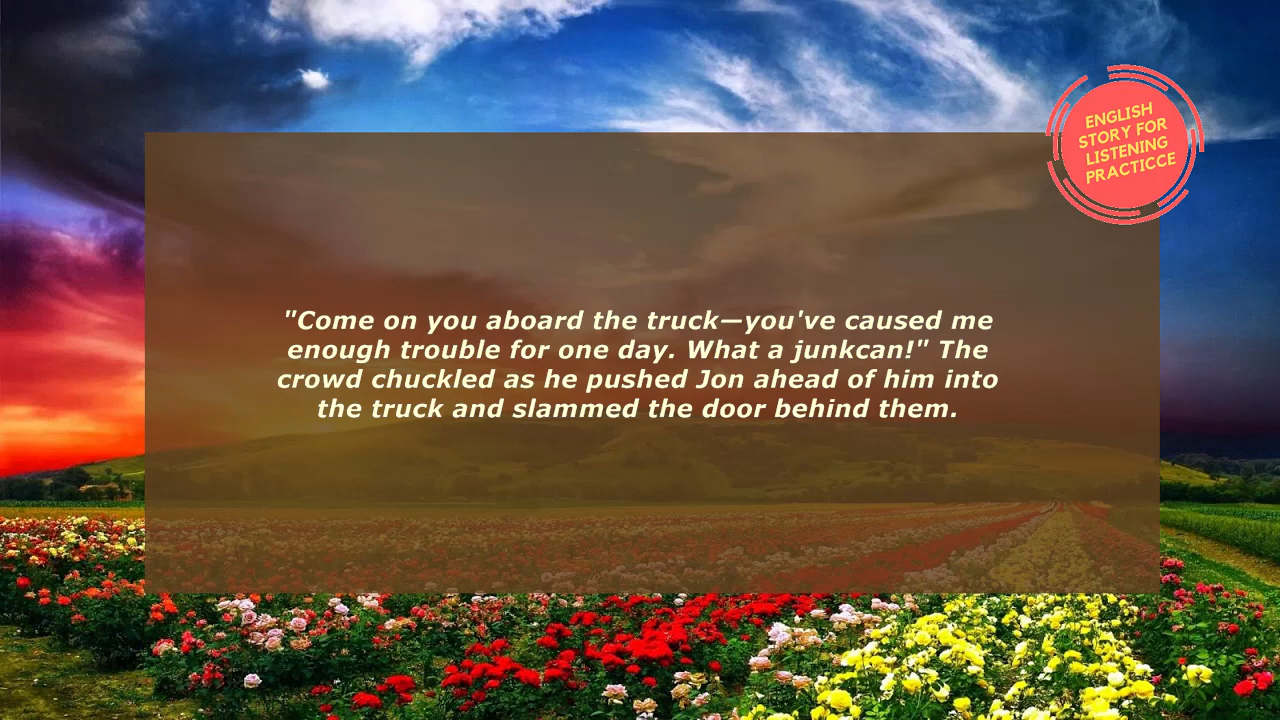 ENGLISH
STORY FOR
LISTENING
PRACTICCE
"Come on you aboard the truck—you've caused me
enough trouble for one day. What a junkcan!" The
crowd chuckled as he pushed Jon ahead of him into
the truck and slammed the door behind them.